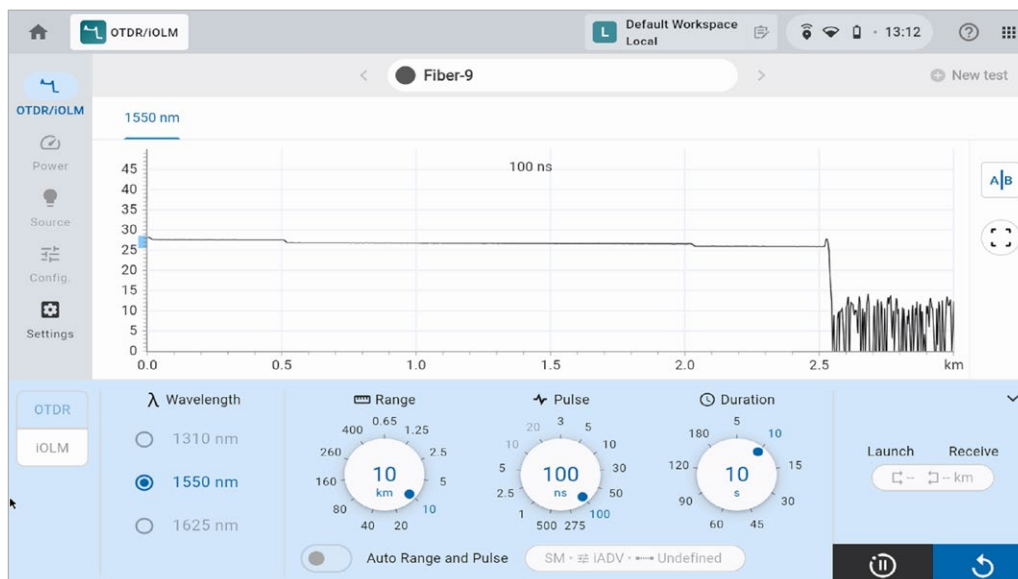 OTDR/iOLM
L
Default Workspace
Local
13:12
OTDR/iOLM
Power
Source
Config.
Settings
Fiber-9
New test
1550 nm
100 ns
45
40
35
30
25
20
15
10
5
0
0.0 0.5 1.0 1.5 2.0 2.5 km
A|B
OTDR
iOLM
λ Wavelength
1310 nm
1550 nm
1625 nm
Range
0.65
400 1.25
260 2.5
160 5
80 10
40 20
10
km
Pulse
3
20 5
10 10
5 30
2.5 50
1 100
500 275
100
ns
Duration
5
180 10
120 15
90 30
60 45
10
s
Auto Range and Pulse
SM · iADV · Undefined
Launch Receive
-- -- km